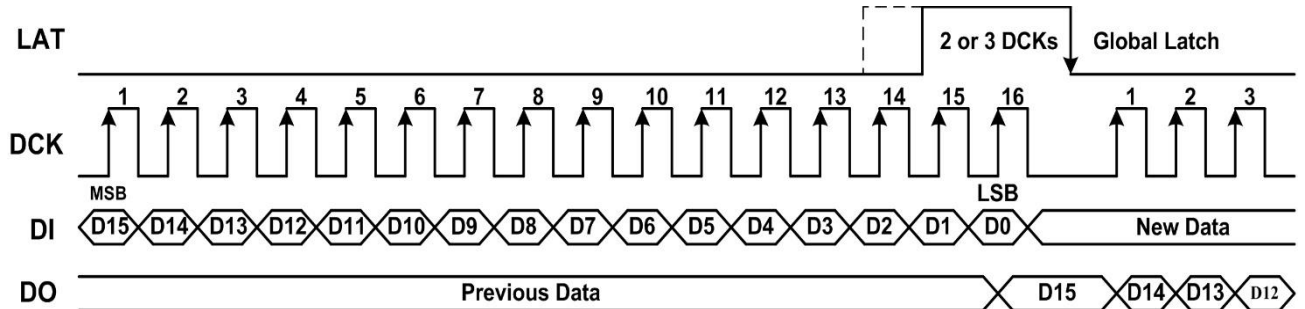 LAT 2 or 3 DCKs Global Latch
1 2 3 4 5 6 7 8 9 10 11 12 13 14 15 16 1 2 3
DCK
MSB LSB
DI D15 D14 D13 D12 D11 D10 D9 D8 D7 D6 D5 D4 D3 D2 D1 D0 New Data
DO Previous Data D15 D14 D13 D12